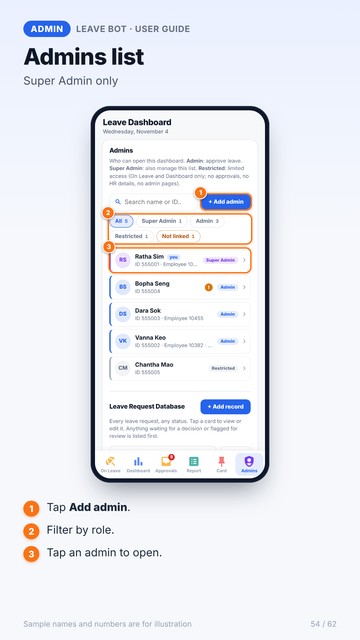 ADMIN LEAVE BOT · USER GUIDE
Admins list
Super Admin only
Leave Dashboard
Wednesday, November 4
Admins
Who can open this dashboard. Admin: approve leave.
Super Admin: also manage this list. Restricted: limited
access (On Leave and Dashboard only; no approvals, no
HR details, no admin pages).
1
Search name or ID.. + Add admin
2
All 5 Super Admin 1 Admin 3
Restricted 1 Not linked 1
3
RS Ratha Sim you
ID 555001 · Employee 10... Super Admin
BS Bopha Seng
ID 555004 ! Admin
DS Dara Sok
ID 555003 · Employee 10455 Admin
VK Vanna Keo
ID 555002 · Employee 10382 · ... Admin
CM Chantha Mao
ID 555005 Restricted
Leave Request Database + Add record
Every leave request, any status. Tap a card to view or
edit it. Anything waiting for a decision or flagged for
review is listed first.
On Leave Dashboard Approvals Report Card Admins
1 Tap Add admin.
2 Filter by role.
3 Tap an admin to open.
Sample names and numbers are for illustration 54 / 62